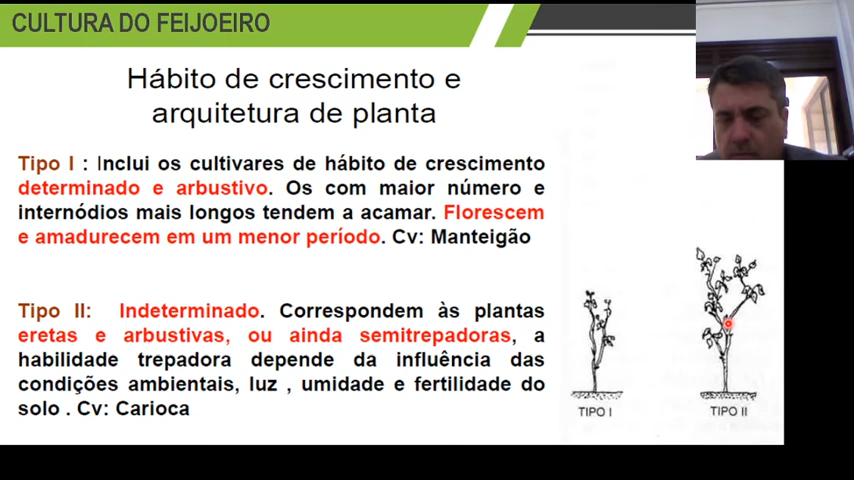 CULTURA DO FEIJOEIRO
Hábito de crescimento e
arquitetura de planta
Tipo I : Inclui os cultivares de hábito de crescimento
determinado e arbustivo. Os com maior número e
internódios mais longos tendem a acamar. Florescem
e amadurecem em um menor período. Cv: Manteigão
Tipo II: Indeterminado. Correspondem às plantas
eretas e arbustivas, ou ainda semitrepadoras, a
habilidade trepadora depende da influência das
condições ambientais, luz , umidade e fertilidade do
solo . Cv: Carioca
TIPO I
TIPO II